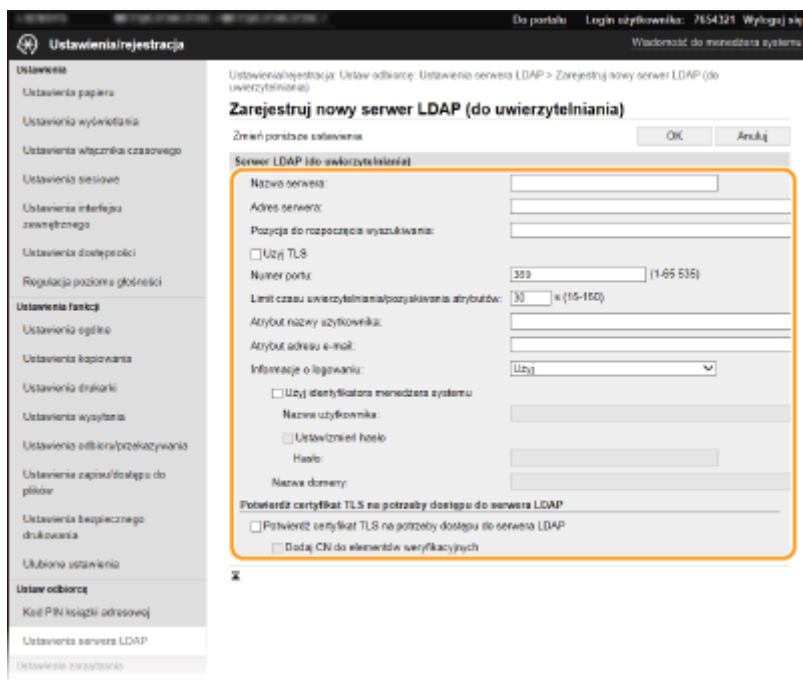 Do portalu Login użytkownika: 7654321 Wyloguj się
Ustawienia/rejestracja
Wiadomość do menedżera systemu
Ustawienia
Ustawienia papieru
Ustawienia wyświetlania
Ustawienia włącznika czasowego
Ustawienia sieciowe
Ustawienia interfejsu
zewnętrznego
Ustawienia dostępności
Regulacja poziomu głośności
Ustawienia funkcji
Ustawienia ogólne
Ustawienia kopiowania
Ustawienia drukarki
Ustawienia wysyłania
Ustawienia odbioru/przekazywania
Ustawienia zapisu/dostępu do
plików
Ustawienia bezpiecznego
drukowania
Ulubione ustawienia
Ustaw odbiorcę
Kod PIN książki adresowej
Ustawienia serwera LDAP
Ustawienia zarządzania
Ustawienia/rejestracja: Ustaw odbiorcę: Ustawienia serwera LDAP > Zarejestruj nowy serwer LDAP (do
uwierzytelniania)
Zarejestruj nowy serwer LDAP (do uwierzytelniania)
Zmień poniższe ustawienia
OK
Anuluj
Serwer LDAP (do uwierzytelniania)
Nazwa serwera:
Adres serwera:
Pozycja do rozpoczęcia wyszukiwania:
Użyj TLS
Numer portu: 389 (1-65 535)
Limit czasu uwierzytelniania/pozyskiwania atrybutów: 30 s (15-150)
Atrybut nazwy użytkownika:
Atrybut adresu e-mail:
Informacje o logowaniu: Użyj
Użyj identyfikatora menedżera systemu
Nazwa użytkownika:
Ustaw/zmień hasło
Hasło:
Nazwa domeny:
Potwierdź certyfikat TLS na potrzeby dostępu do serwera LDAP
Potwierdź certyfikat TLS na potrzeby dostępu do serwera LDAP
Dodaj CN do elementów weryfikacyjnych